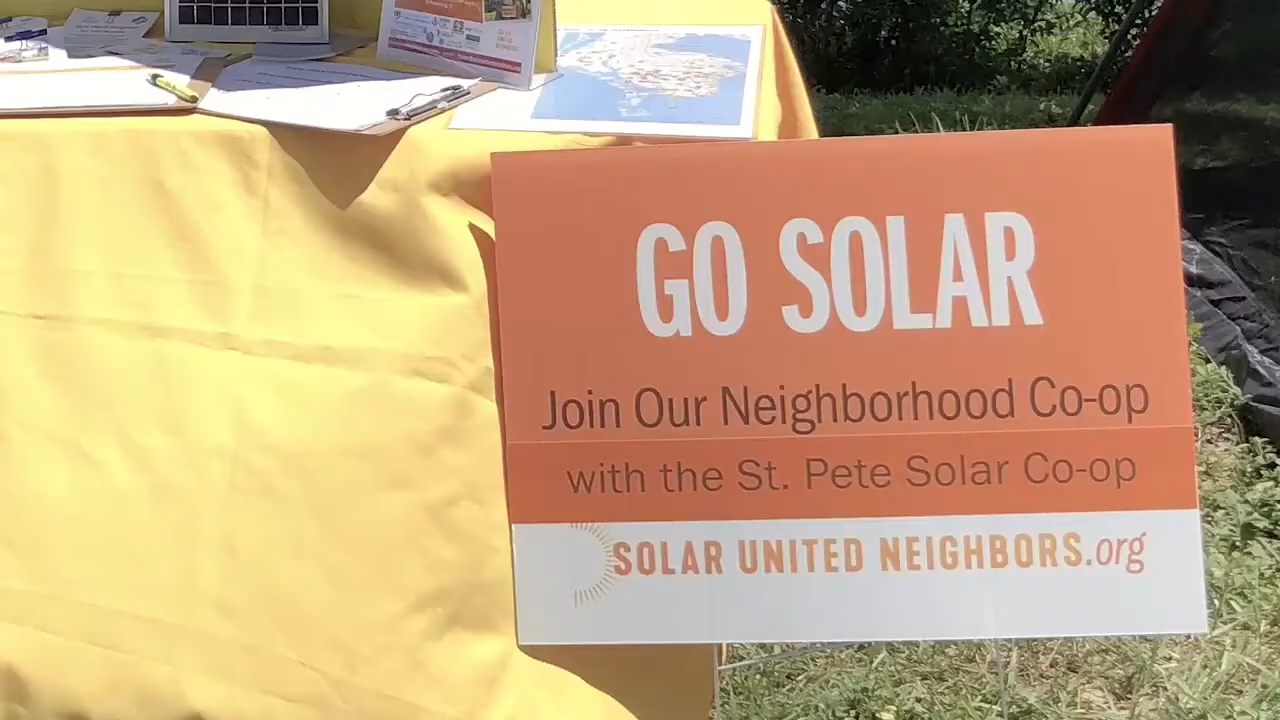 GO SOLAR
Join Our Neighborhood Co-op
with the St. Pete Solar Co-op
SOLAR UNITED NEIGHBORS.org